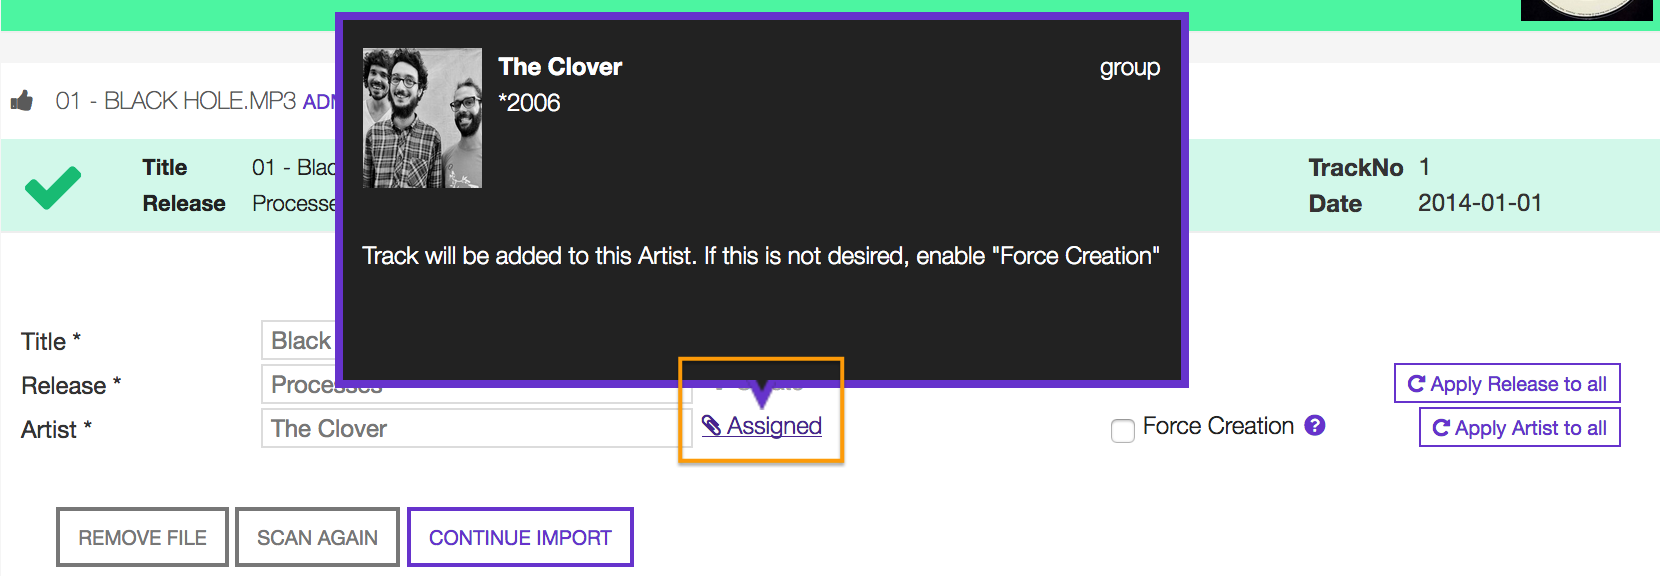 The Clover
group
*2006
01 - BLACK HOLE.MP3
Title 01 - Blac
TrackNo 1
Release Processe
Date 2014-01-01
Track will be added to this Artist. If this is not desired, enable "Force Creation"
Title * Black
Release * Processes
Apply Release to all
Artist * The Clover
Assigned
Force Creation ?
Apply Artist to all
REMOVE FILE
SCAN AGAIN
CONTINUE IMPORT